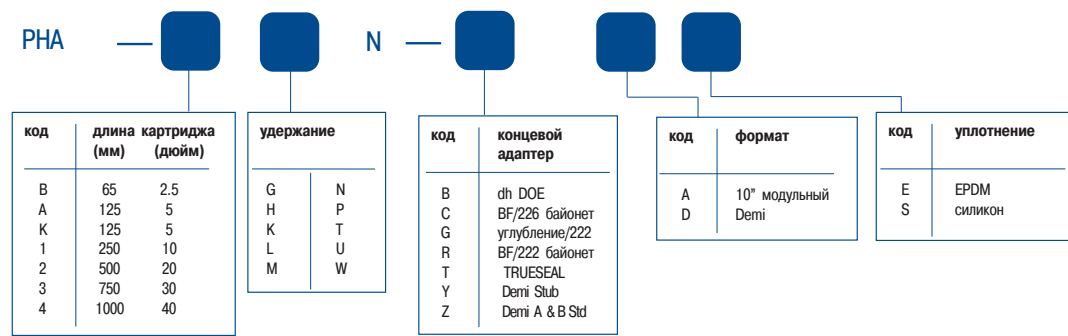 PHA — N —
код длина картриджа
(мм) (дюйм)
B 65 2.5
A 125 5
K 125 5
1 250 10
2 500 20
3 750 30
4 1000 40
удержание
G N
H P
K T
L U
M W
код концевой
адаптер
B dh DOE
C BF/226 байонет
G углубление/222
R BF/222 байонет
T TRUESEAL
Y Demi Stub
Z Demi A & B Std
код формат
A 10" модульный
D Demi
код уплотнение
E EPDM
S силикон